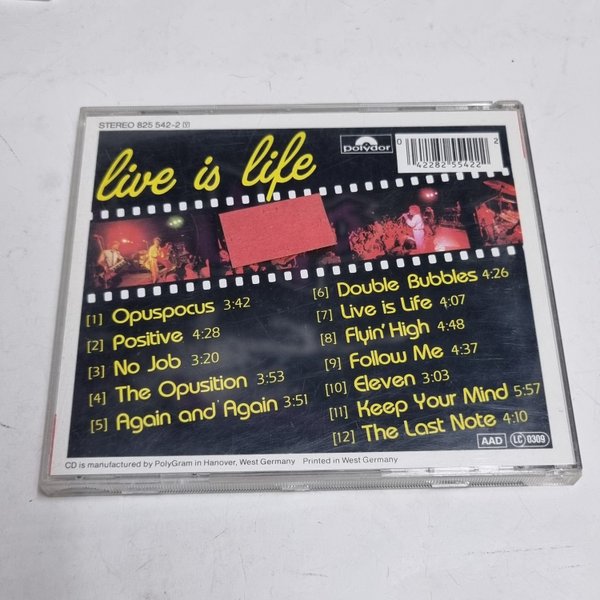 STEREO 825 542-2
live is life
Polydor
0 42282 55422 2
[1] Opuspocus 3:42
[2] Positive 4:28
[3] No Job 3:20
[4] The Opusition 3:53
[5] Again and Again 3:51
[6] Double Bubbles 4:26
[7] Live is Life 4:07
[8] Flyin' High 4:48
[9] Follow Me 4:37
[10] Eleven 3:03
[11] Keep Your Mind 5:57
[12] The Last Note 4:10
AAD LC 0309
CD is manufactured by PolyGram in Hanover, West Germany Printed in West Germany